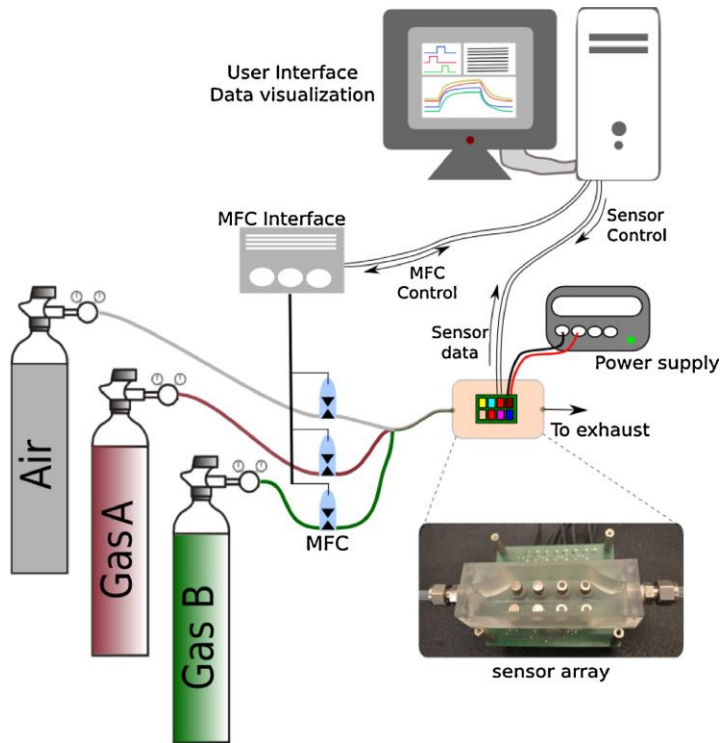 User Interface
Data visualization
MFC Interface
Sensor
Control
MFC
Control
Sensor
data
Power supply
To exhaust
Air
Gas A
Gas B
MFC
sensor array